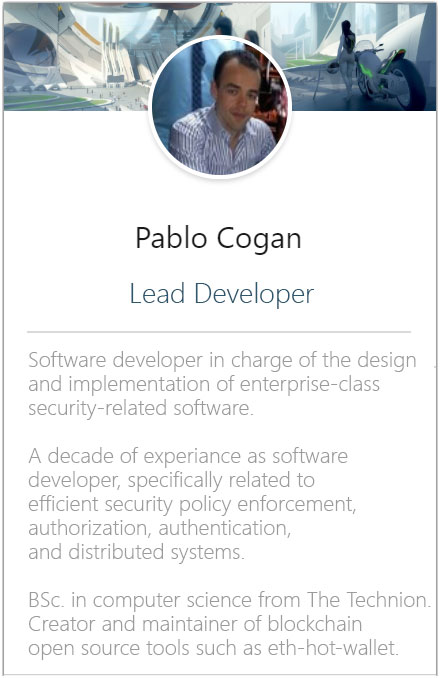 Pablo Cogan
Lead Developer
Software developer in charge of the design
and implementation of enterprise-class
security-related software.
A decade of experiance as software
developer, specifically related to
efficient security policy enforcement,
authorization, authentication,
and distributed systems.
BSc. in computer science from The Technion.
Creator and maintainer of blockchain
open source tools such as eth-hot-wallet.